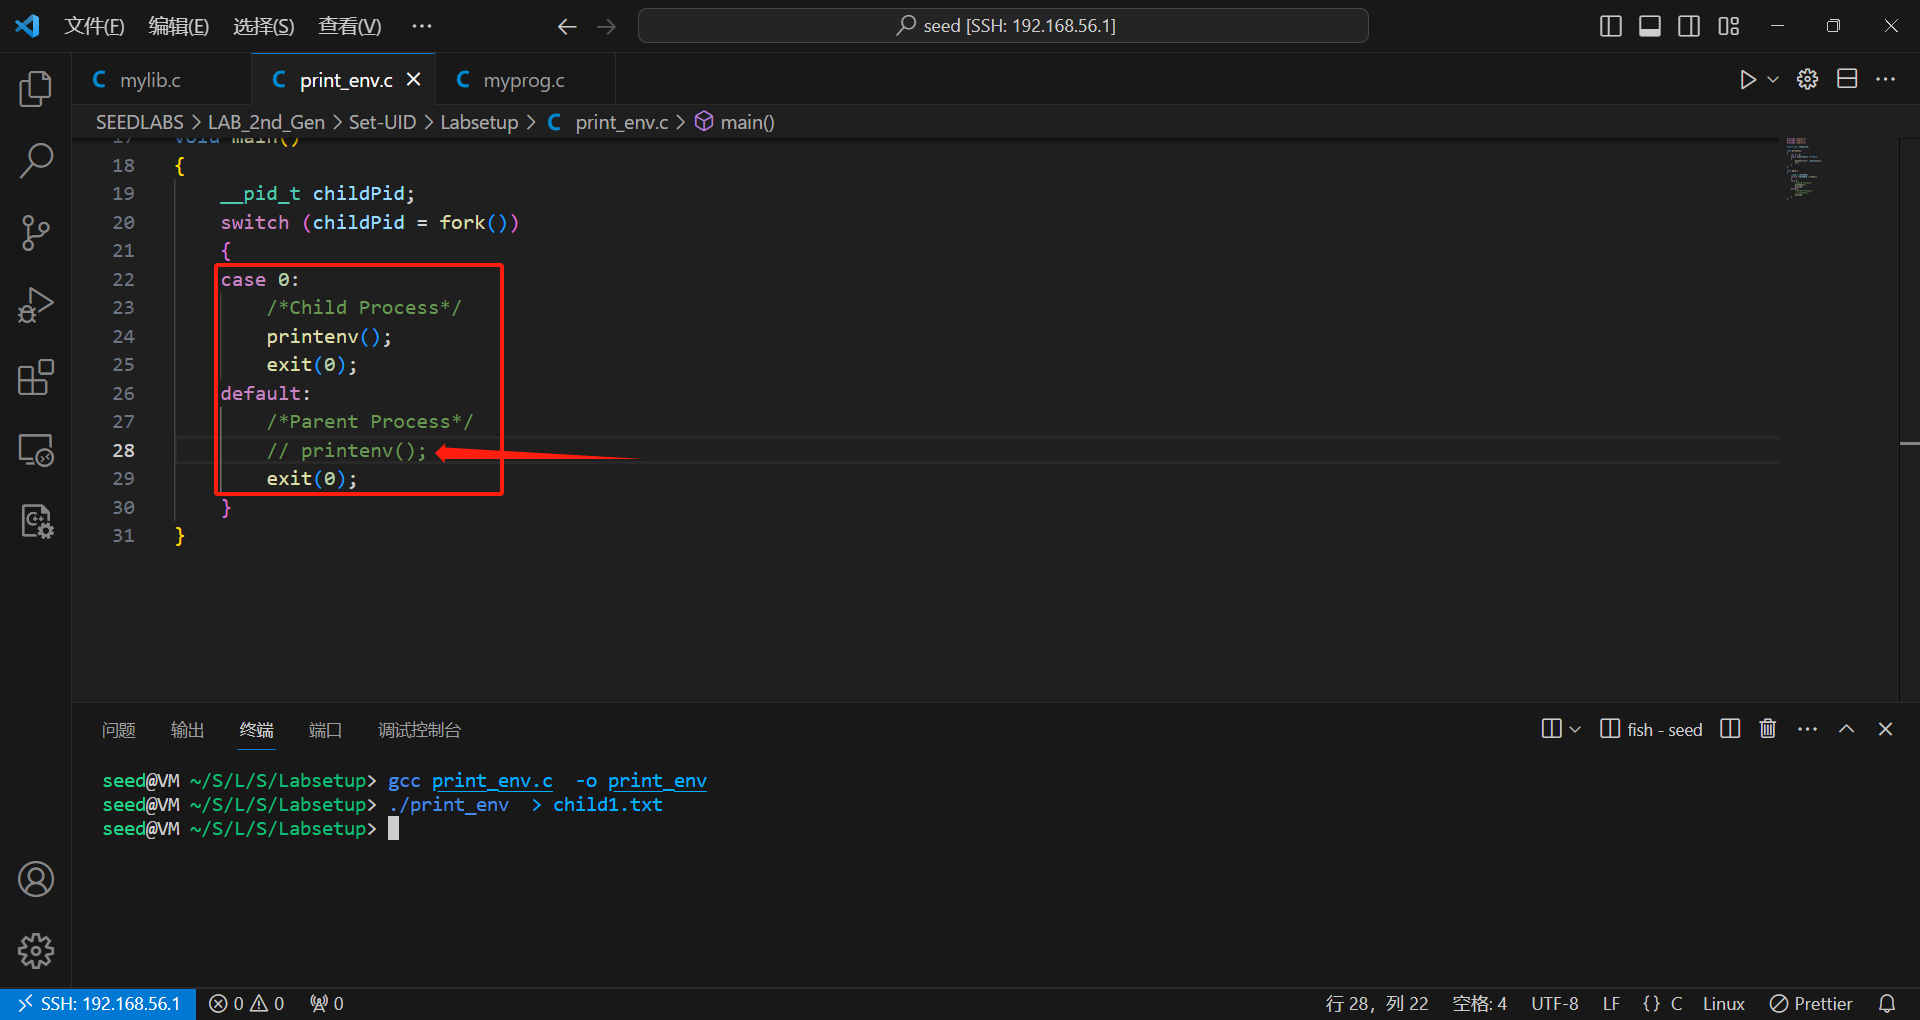 文件(F) 编辑(E) 选择(S) 查看(V) ··· seed [SSH: 192.168.56.1]
C mylib.c C print_env.c C myprog.c
SEEDLABS > LAB_2nd_Gen > Set-UID > Labsetup > C print_env.c > main()
17 void main()
18 {
19 __pid_t childPid;
20 switch (childPid = fork())
21 {
22 case 0:
23 /*Child Process*/
24 printenv();
25 exit(0);
26 default:
27 /*Parent Process*/
28 // printenv();
29 exit(0);
30 }
31 }
问题 输出 终端 端口 调试控制台 fish - seed
seed@VM ~/S/L/S/Labsetup> gcc print_env.c -o print_env
seed@VM ~/S/L/S/Labsetup> ./print_env > child1.txt
seed@VM ~/S/L/S/Labsetup>
SSH: 192.168.56.1 0 0 0 行 28，列 22 空格: 4 UTF-8 LF {} C Linux Prettier